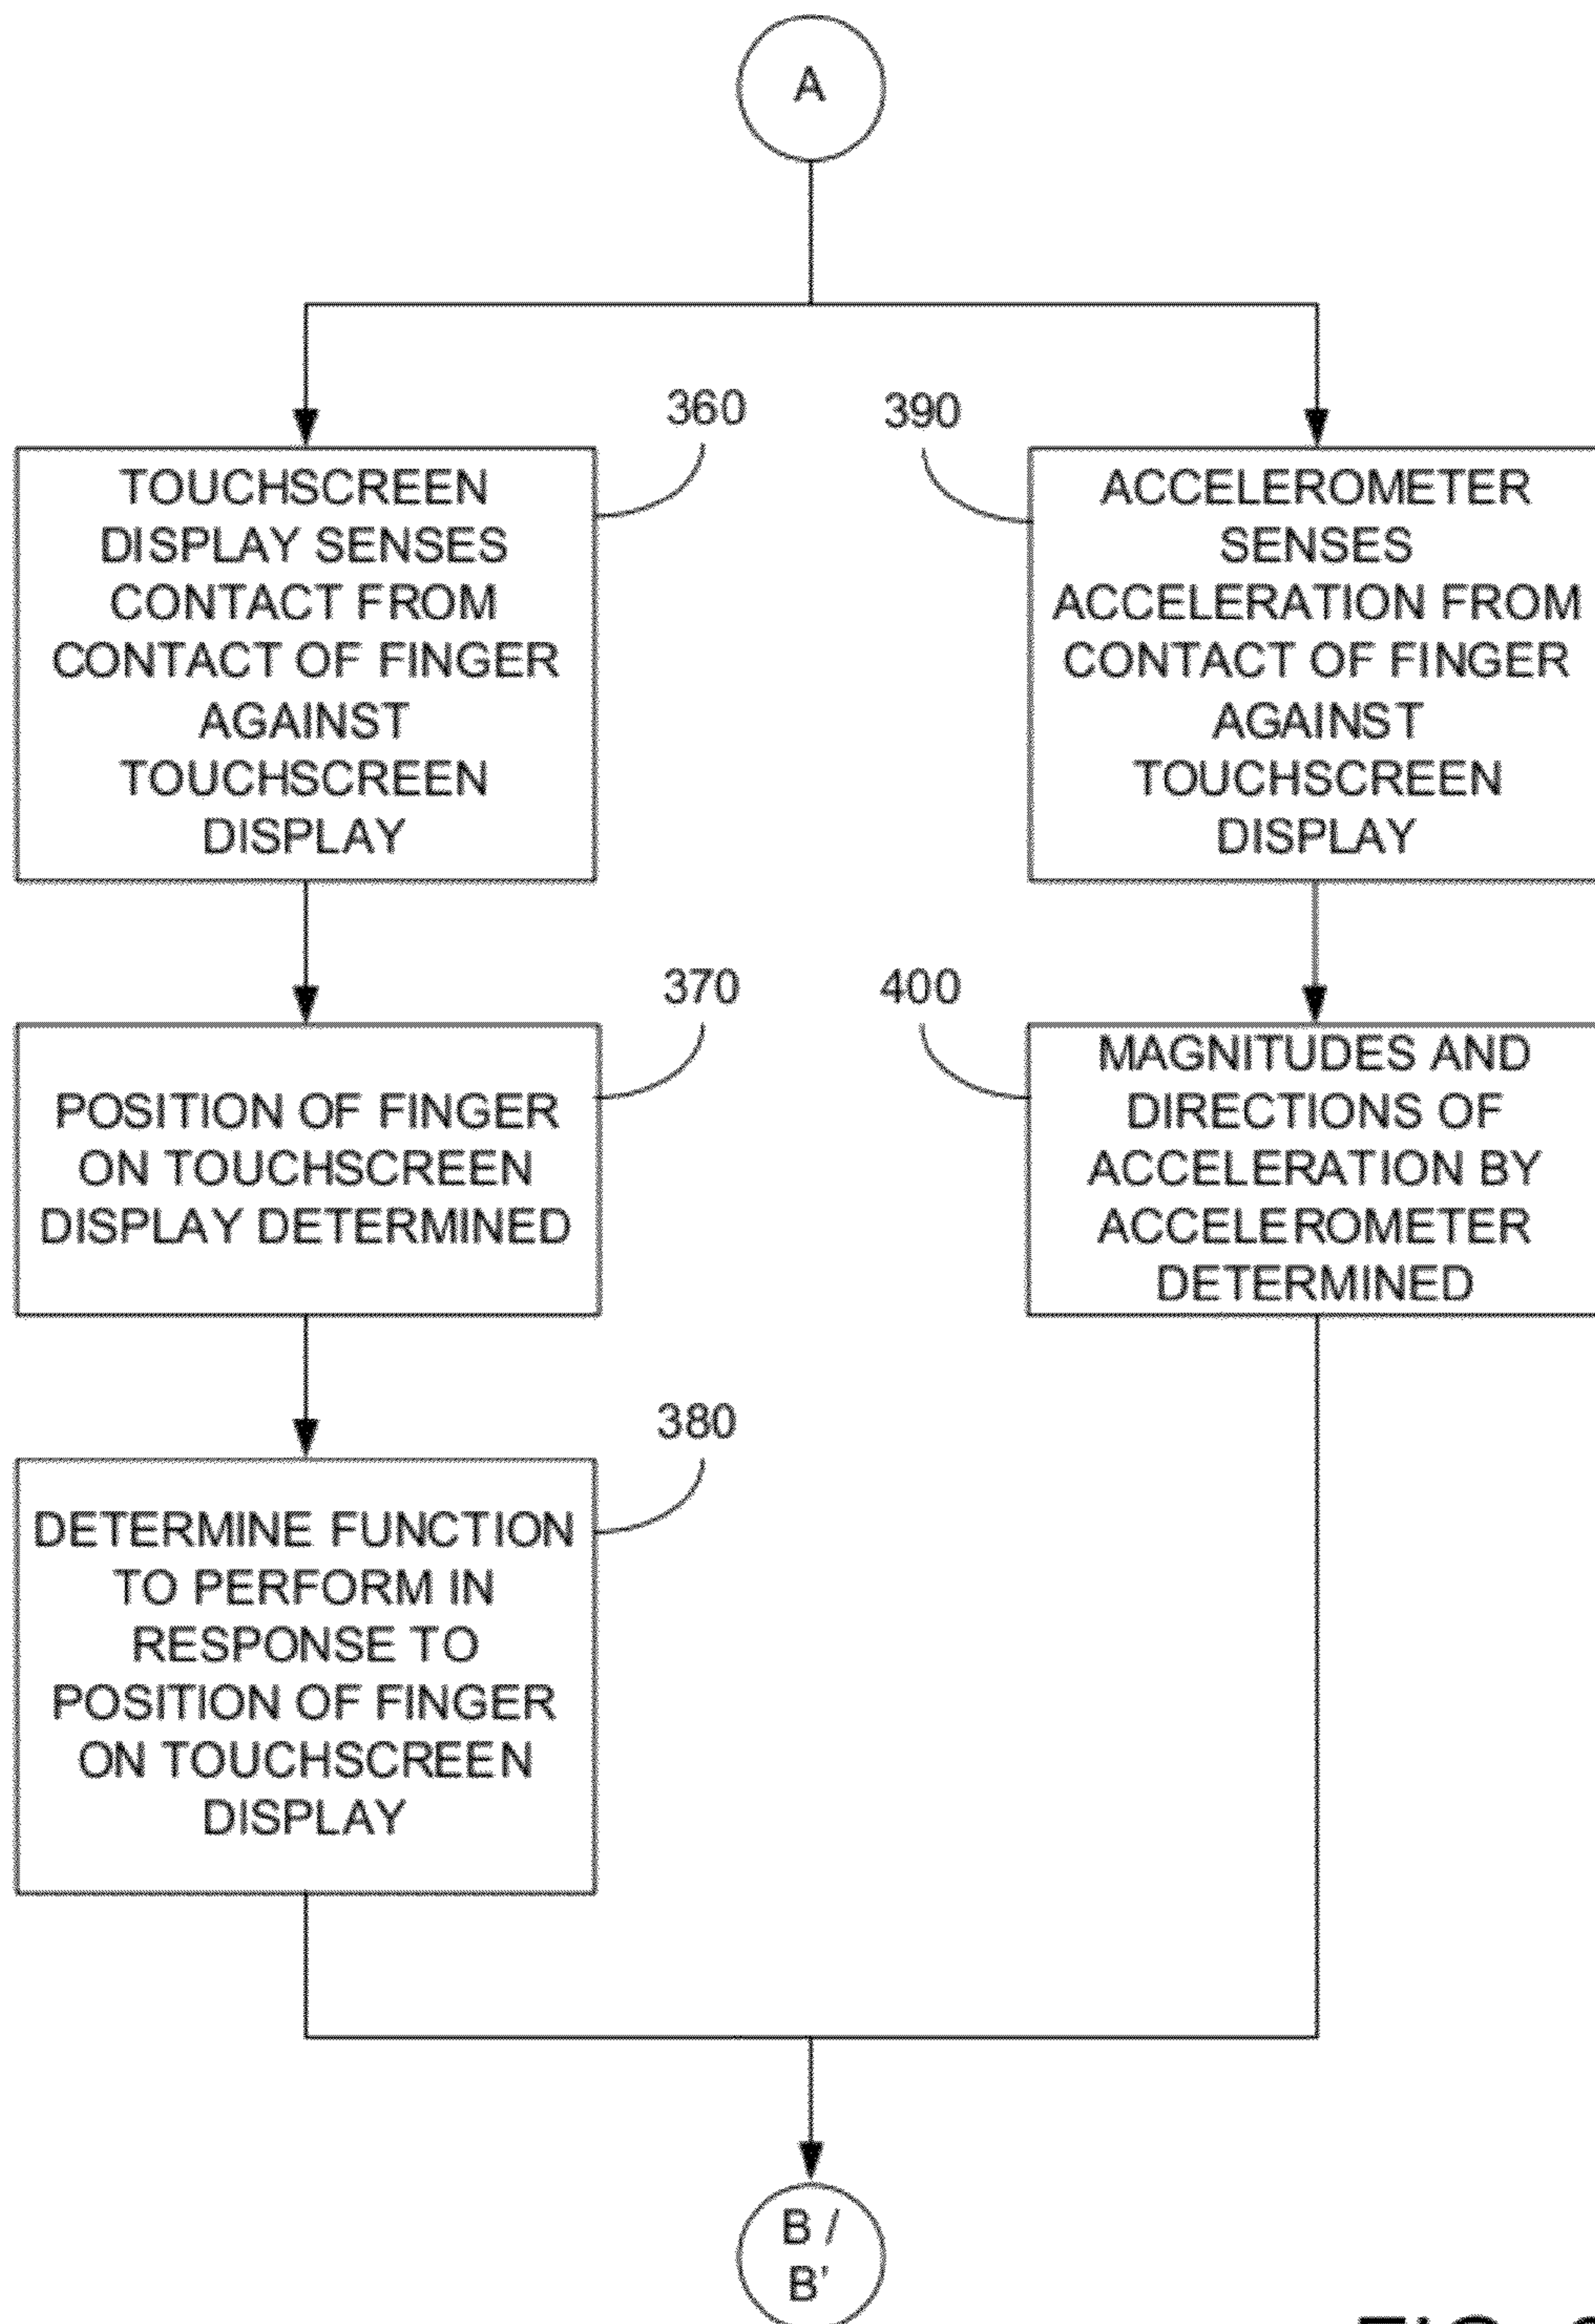 A
360
TOUCHSCREEN
DISPLAY SENSES
CONTACT FROM
CONTACT OF FINGER
AGAINST
TOUCHSCREEN
DISPLAY
390
ACCELEROMETER
SENSES
ACCELERATION FROM
CONTACT OF FINGER
AGAINST
TOUCHSCREEN
DISPLAY
370
POSITION OF FINGER
ON TOUCHSCREEN
DISPLAY DETERMINED
400
MAGNITUDES AND
DIRECTIONS OF
ACCELERATION BY
ACCELEROMETER
DETERMINED
380
DETERMINE FUNCTION
TO PERFORM IN
RESPONSE TO
POSITION OF FINGER
ON TOUCHSCREEN
DISPLAY
B /
B'